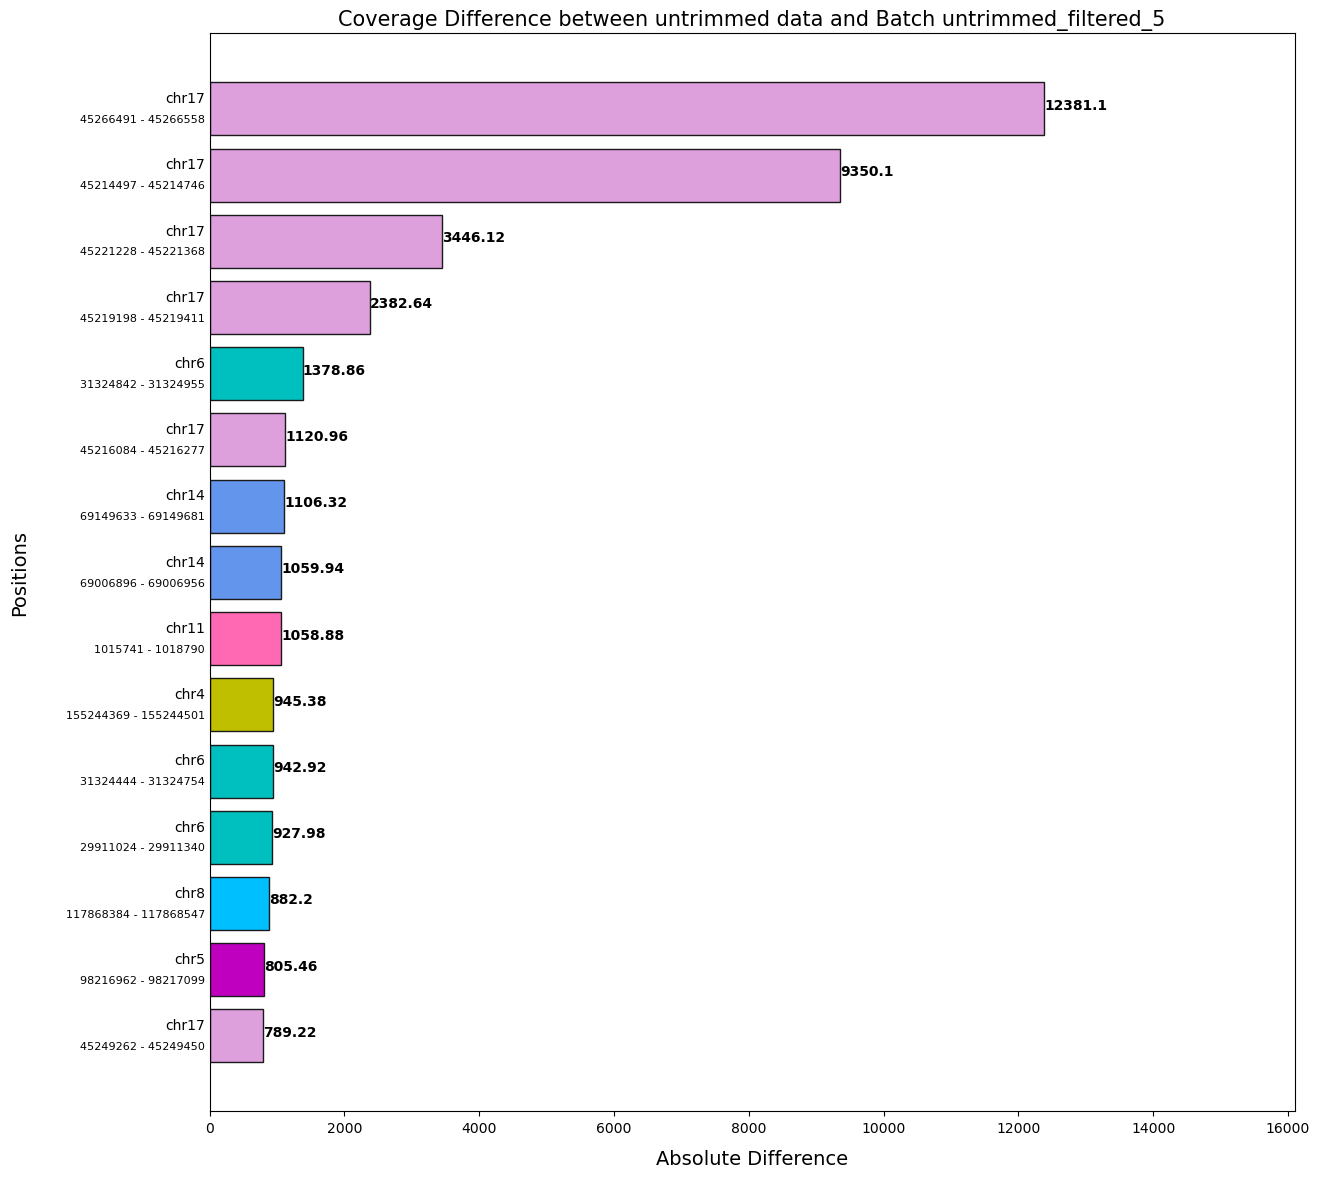 Coverage Difference between untrimmed data and Batch untrimmed_filtered_5
Positions
chr17
45266491 - 45266558
12381.1
chr17
45214497 - 45214746
9350.1
chr17
45221228 - 45221368
3446.12
chr17
45219198 - 45219411
2382.64
chr6
31324842 - 31324955
1378.86
chr17
45216084 - 45216277
1120.96
chr14
69149633 - 69149681
1106.32
chr14
69006896 - 69006956
1059.94
chr11
1015741 - 1018790
1058.88
chr4
155244369 - 155244501
945.38
chr6
31324444 - 31324754
942.92
chr6
29911024 - 29911340
927.98
chr8
117868384 - 117868547
882.2
chr5
98216962 - 98217099
805.46
chr17
45249262 - 45249450
789.22
0 2000 4000 6000 8000 10000 12000 14000 16000
Absolute Difference